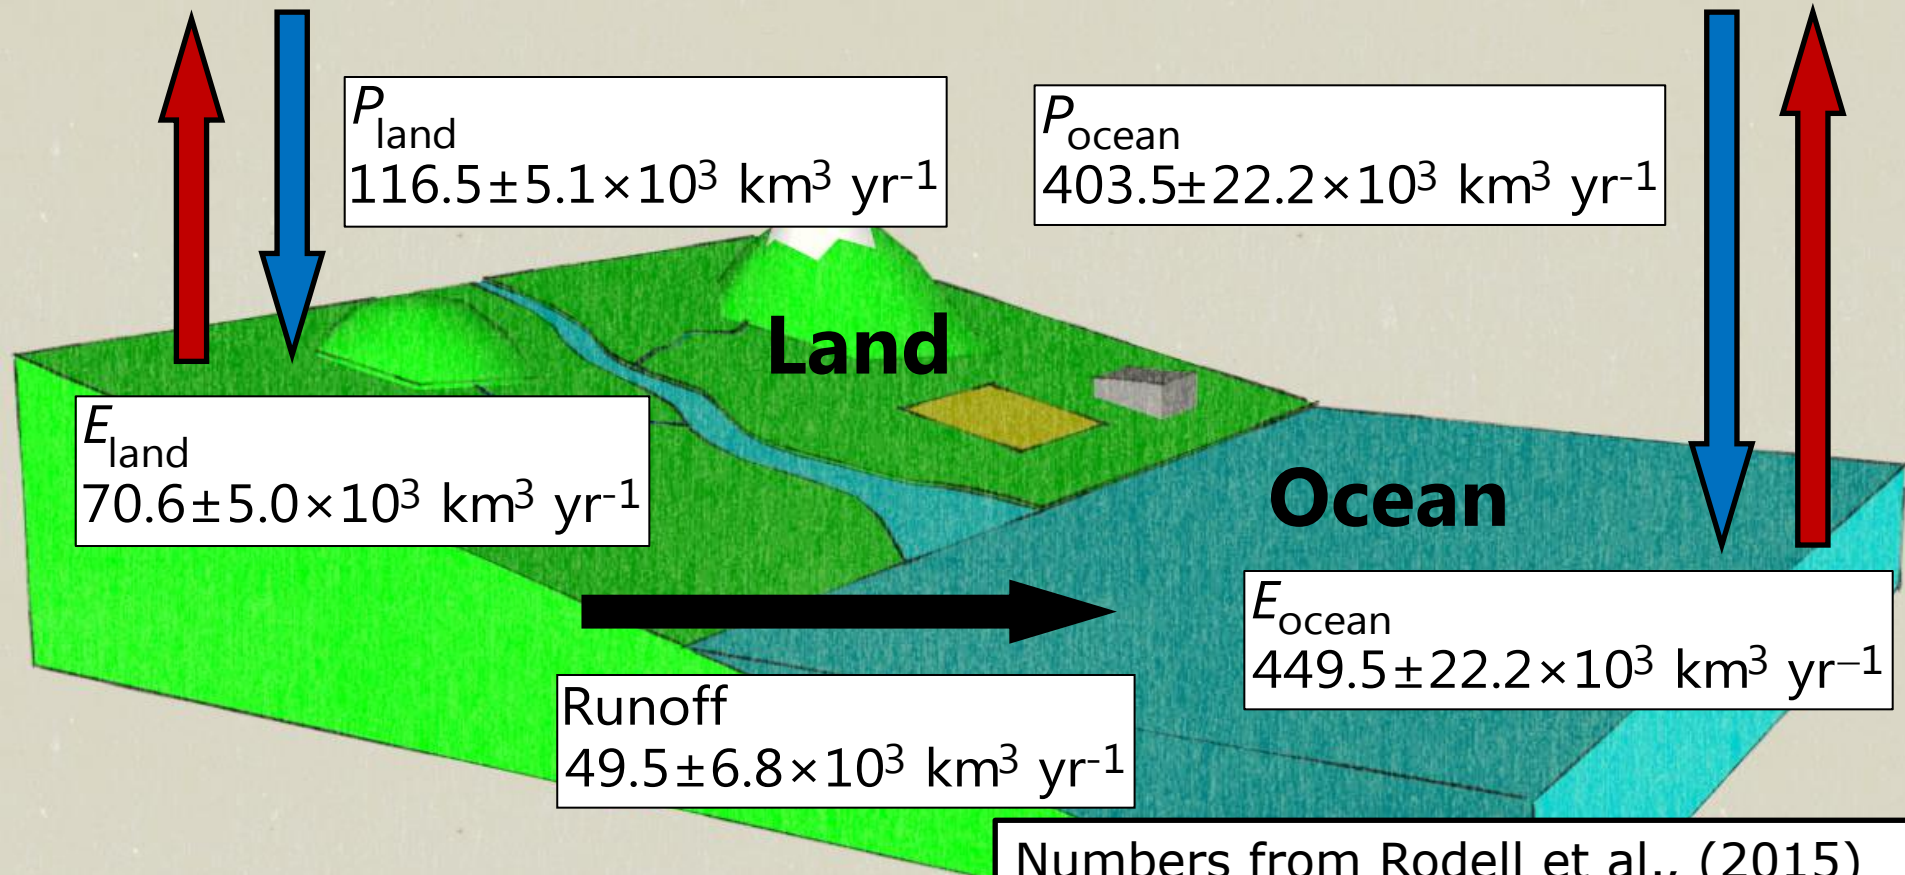 P
land
116.5±5.1×10³ km³ yr⁻¹
P
ocean
403.5±22.2×10³ km³ yr⁻¹
Land
E
land
70.6±5.0×10³ km³ yr⁻¹
Ocean
E
ocean
449.5±22.2×10³ km³ yr⁻¹
Runoff
49.5±6.8×10³ km³ yr⁻¹
Numbers from Rodell et al., (2015)